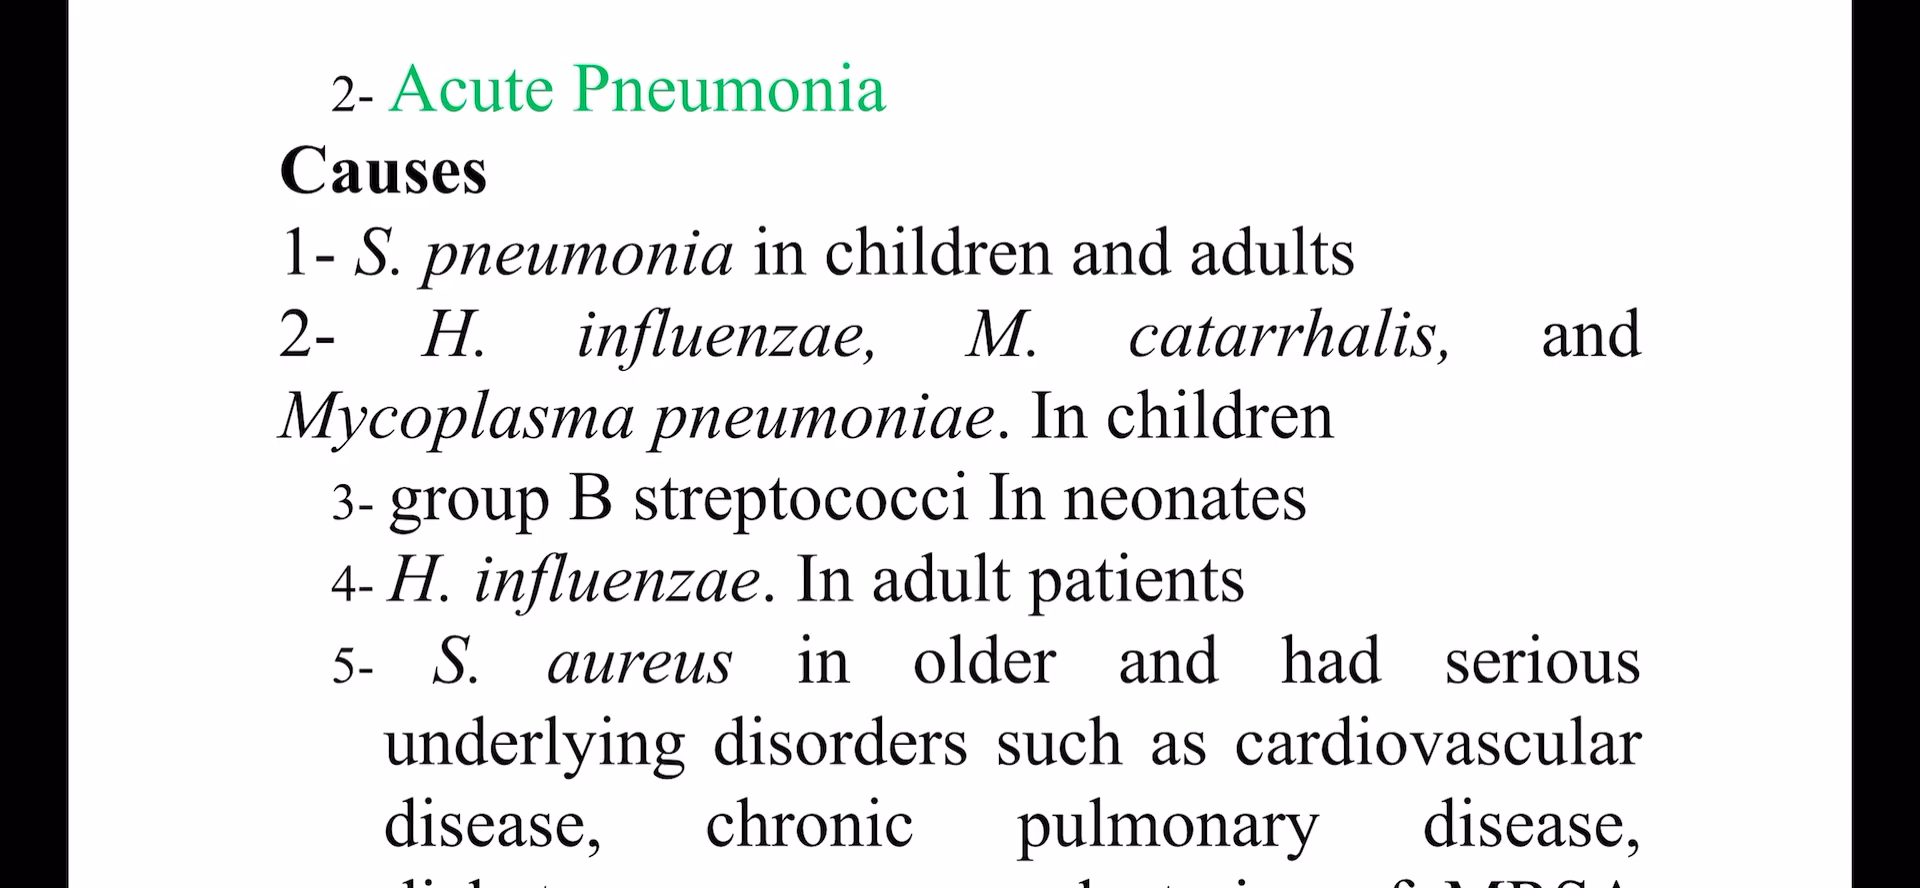 2- Acute Pneumonia
Causes
1- S. pneumonia in children and adults
2- H. influenzae, M. catarrhalis, and
Mycoplasma pneumoniae. In children
3- group B streptococci In neonates
4- H. influenzae. In adult patients
5- S. aureus in older and had serious
underlying disorders such as cardiovascular
disease, chronic pulmonary disease,